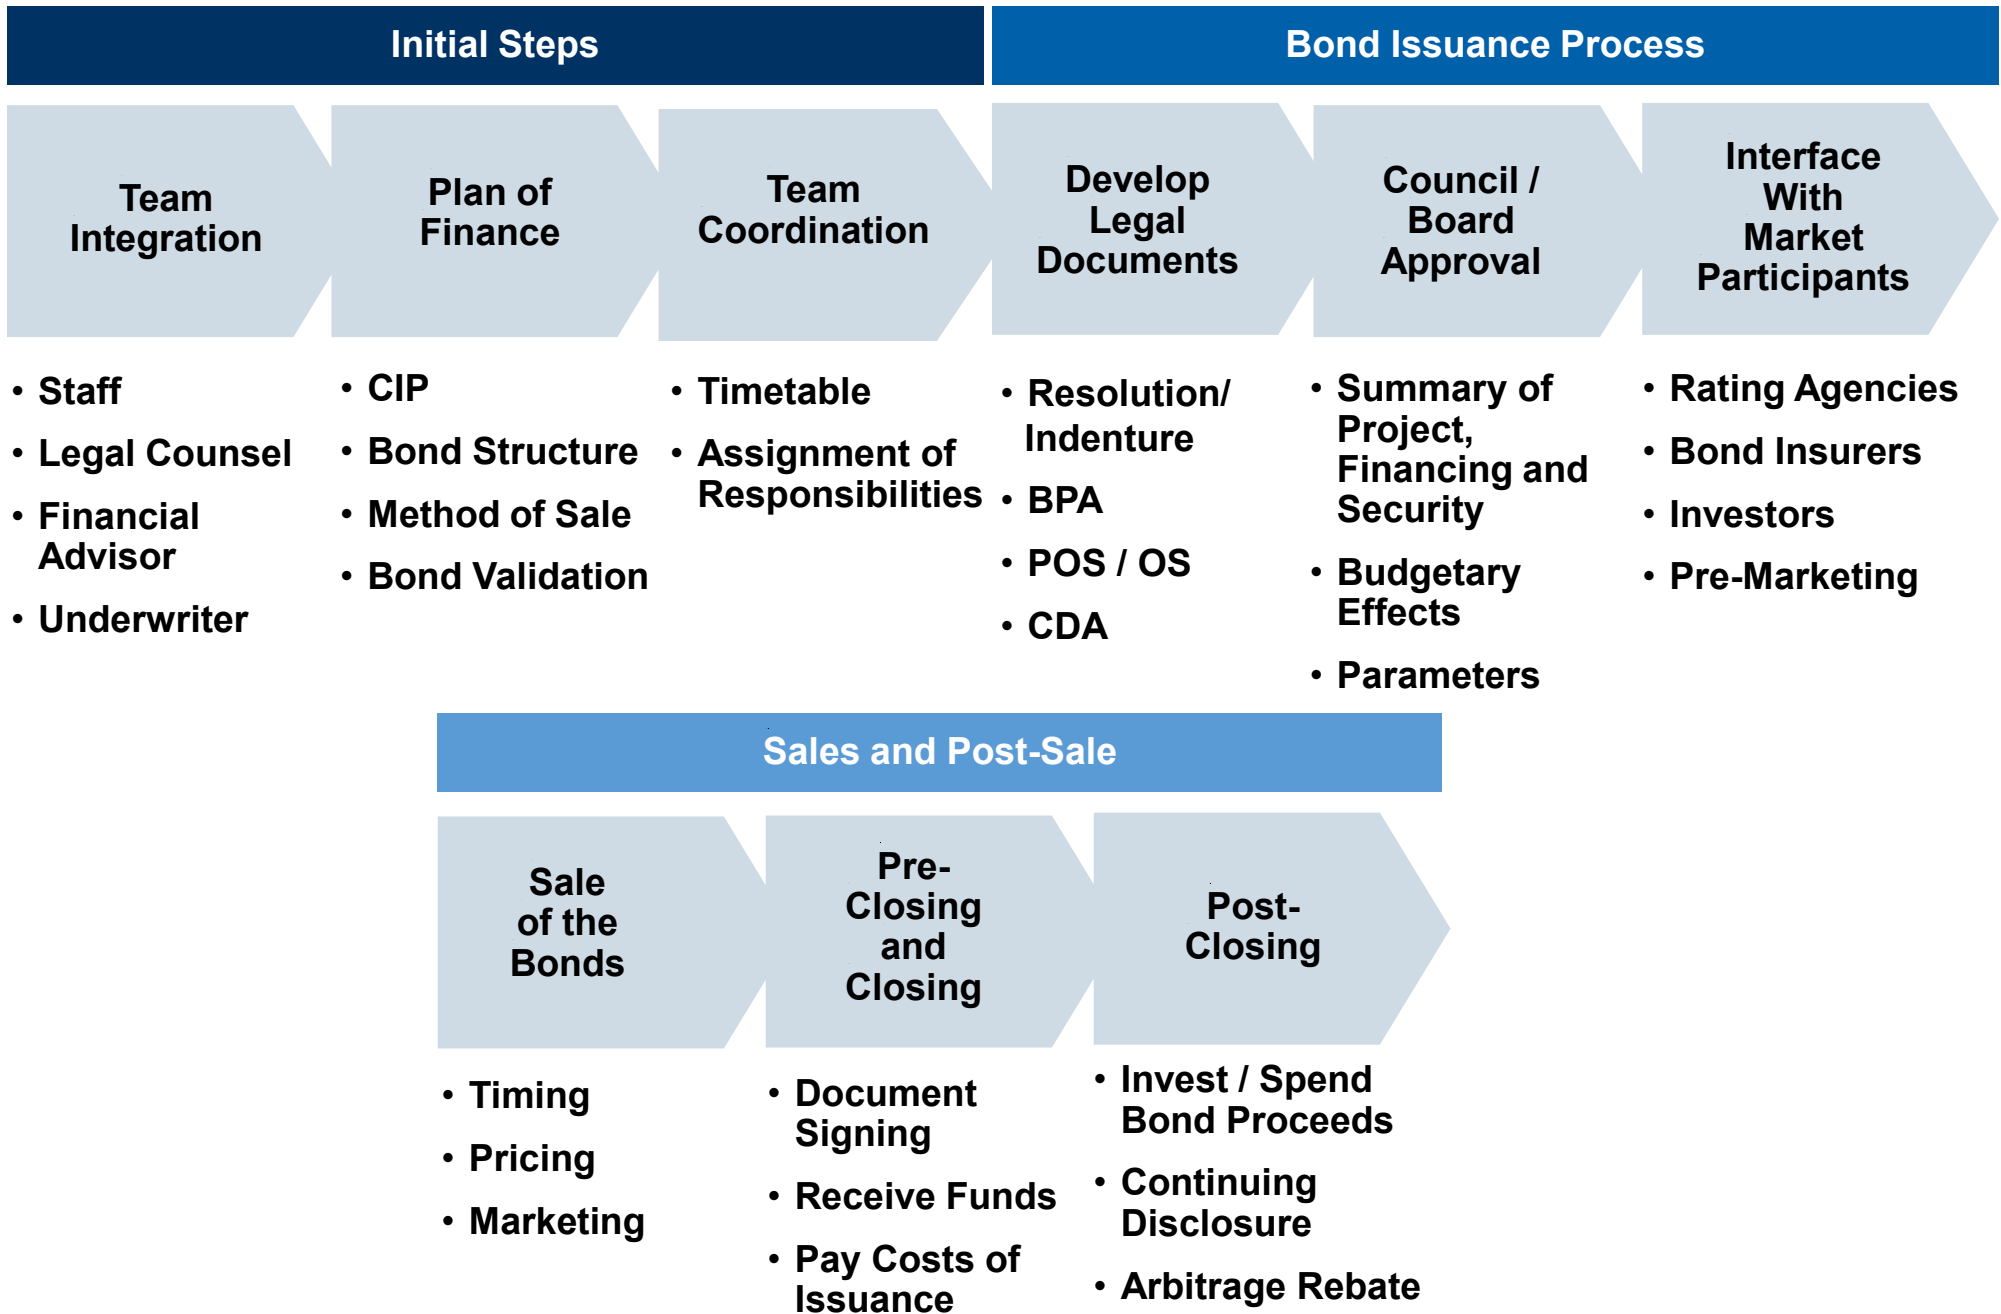 Initial Steps
Bond Issuance Process
Team
Integration
Plan of
Finance
Team
Coordination
Develop
Legal
Documents
Council /
Board
Approval
Interface
With
Market
Participants
• Staff
• Legal Counsel
• Financial
Advisor
• Underwriter
• CIP
• Bond Structure
• Method of Sale
• Bond Validation
• Timetable
• Assignment of
Responsibilities
• Resolution/
Indenture
• BPA
• POS / OS
• CDA
• Summary of
Project,
Financing and
Security
• Budgetary
Effects
• Parameters
• Rating Agencies
• Bond Insurers
• Investors
• Pre-Marketing
Sales and Post-Sale
Sale
of the
Bonds
Pre-
Closing
and
Closing
Post-
Closing
• Timing
• Pricing
• Marketing
• Document
Signing
• Receive Funds
• Pay Costs of
Issuance
• Invest / Spend
Bond Proceeds
• Continuing
Disclosure
• Arbitrage Rebate